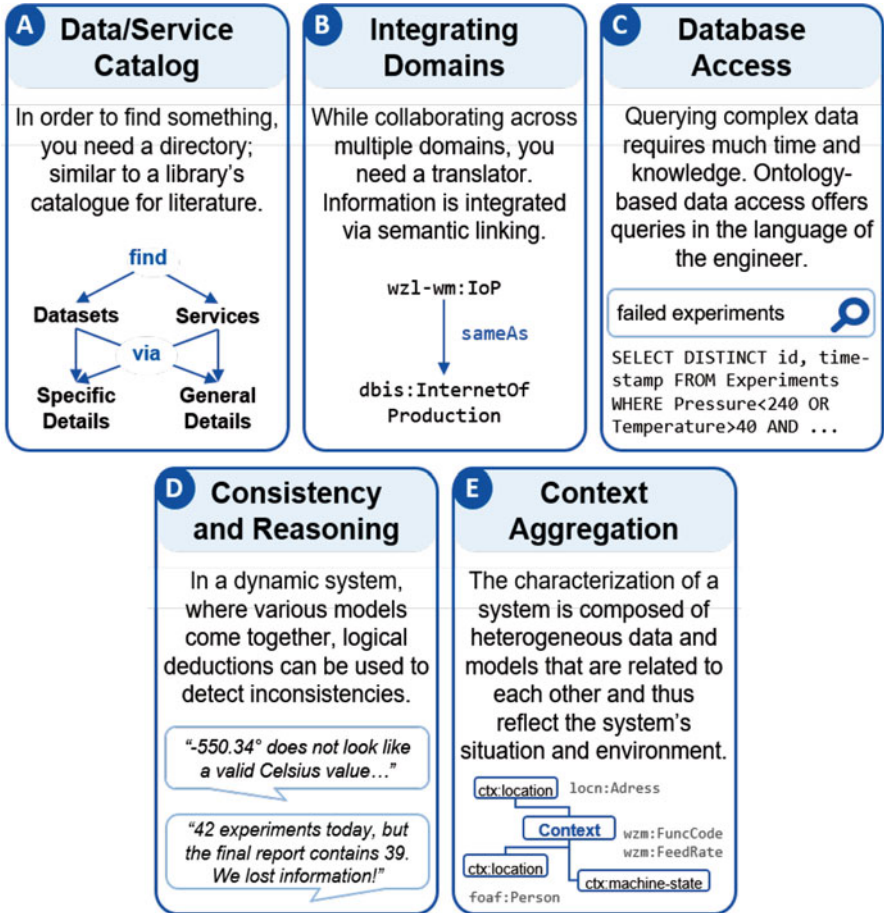 A
Data/Service
Catalog
In order to find something,
you need a directory;
similar to a library's
catalogue for literature.
find
Datasets
Services
via
Specific
Details
General
Details
B
Integrating
Domains
While collaborating across
multiple domains, you
need a translator.
Information is integrated
via semantic linking.
wzl-wm:IoP
sameAs
dbis:InternetOf
Production
C
Database
Access
Querying complex data
requires much time and
knowledge. Ontology-
based data access offers
queries in the language of
the engineer.
failed experiments
SELECT DISTINCT id, time-
stamp FROM Experiments
WHERE Pressure<240 OR
Temperature>40 AND ...
D
Consistency
and Reasoning
In a dynamic system,
where various models
come together, logical
deductions can be used to
detect inconsistencies.
"-550.34° does not look like
a valid Celsius value…"
"42 experiments today, but
the final report contains 39.
We lost information!"
E
Context
Aggregation
The characterization of a
system is composed of
heterogeneous data and
models that are related to
each other and thus
reflect the system's
situation and environment.
ctx:location
locn:Adress
Context
wzm:FuncCode
wzm:FeedRate
ctx:location
ctx:machine-state
foaf:Person